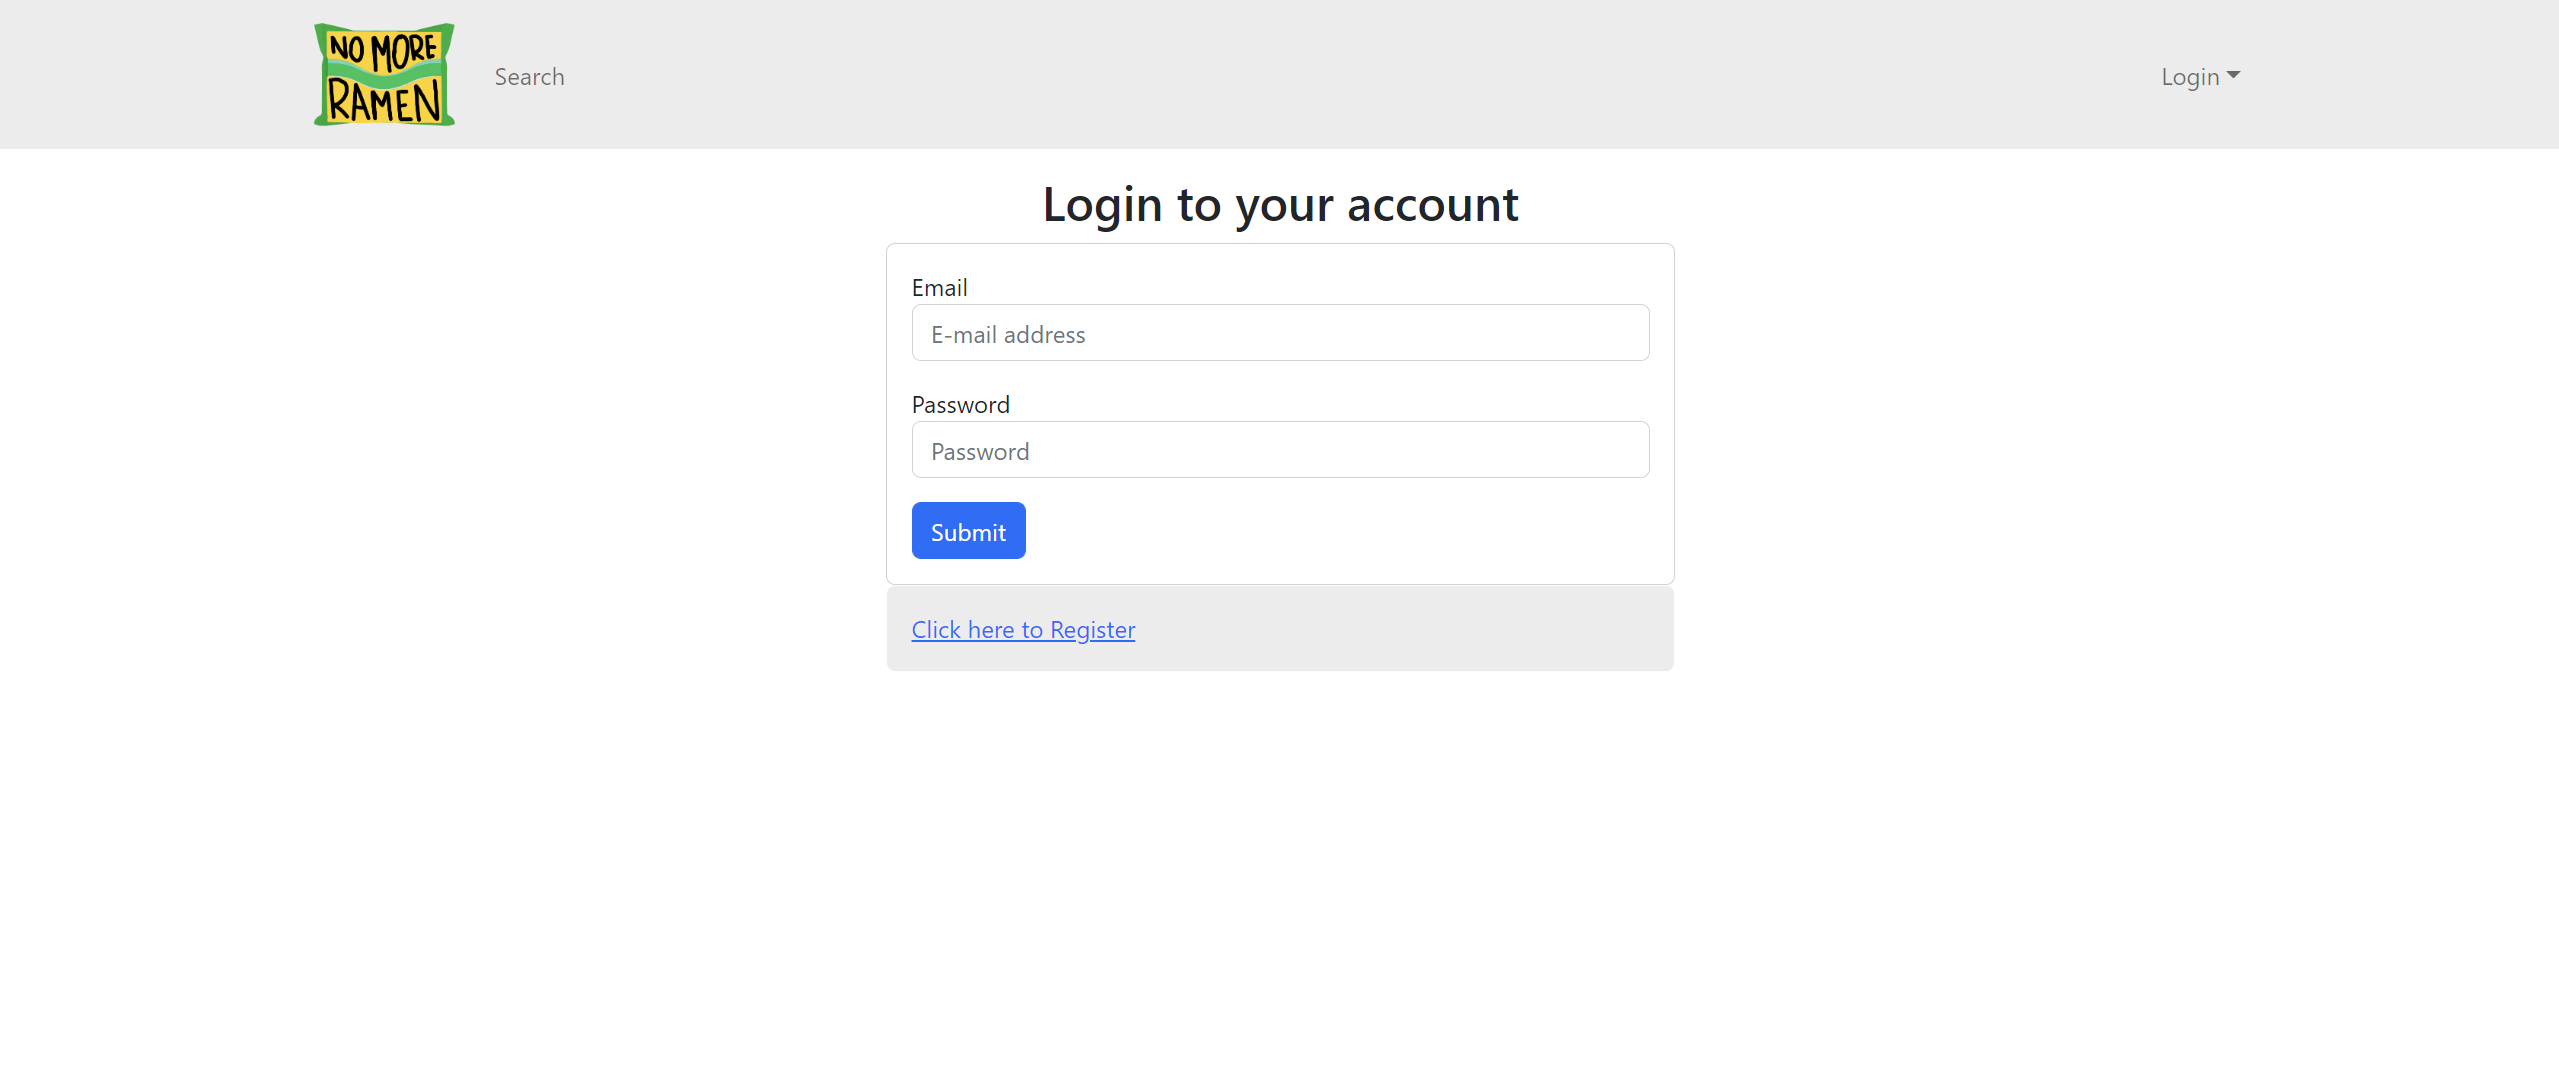 NO MORE
RAMEN
Search
Login
Login to your account
Email
E-mail address
Password
Password
Submit
Click here to Register